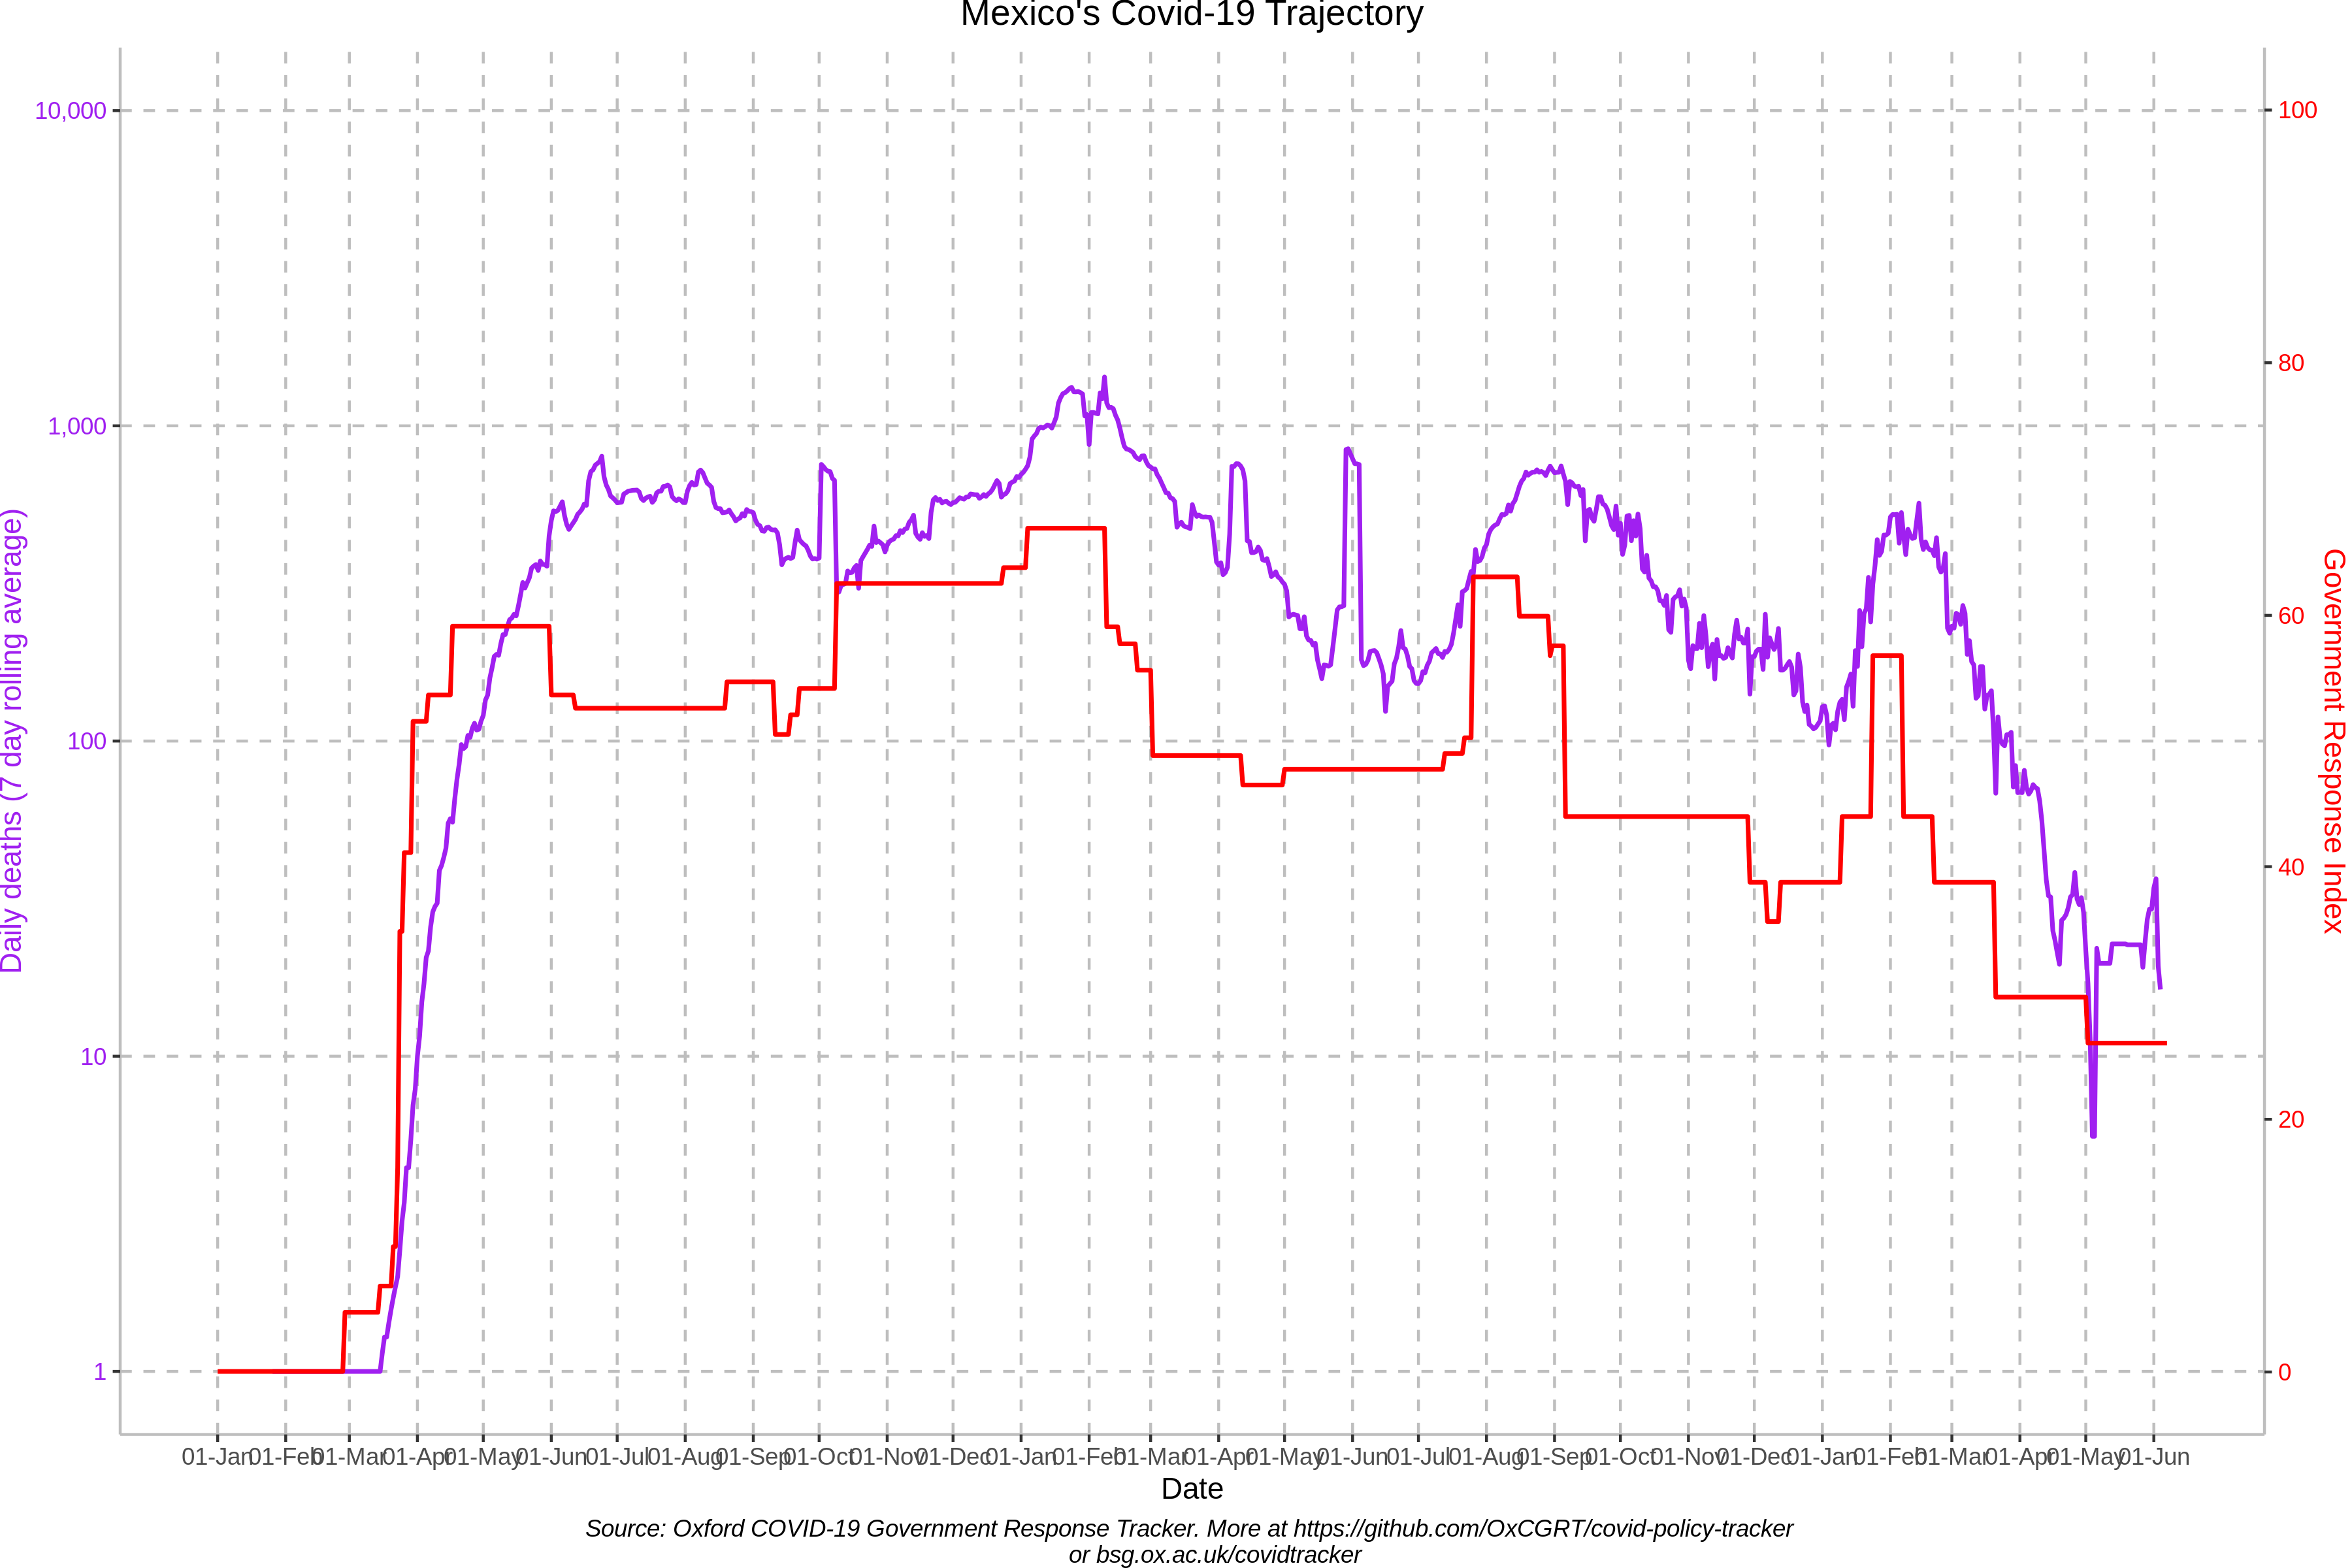 Mexico's Covid-19 Trajectory
10,000
1,000
100
10
1
Daily deaths (7 day rolling average)
100
80
60
40
20
0
Government Response Index
01-Jan 01-Feb 01-Mar 01-Apr 01-May 01-Jun 01-Jul 01-Aug 01-Sep 01-Oct 01-Nov 01-Dec 01-Jan 01-Feb 01-Mar 01-Apr 01-May 01-Jun 01-Jul 01-Aug 01-Sep 01-Oct 01-Nov 01-Dec 01-Jan 01-Feb 01-Mar 01-Apr 01-May 01-Jun
Date
Source: Oxford COVID-19 Government Response Tracker. More at https://github.com/OxCGRT/covid-policy-tracker
or bsg.ox.ac.uk/covidtracker